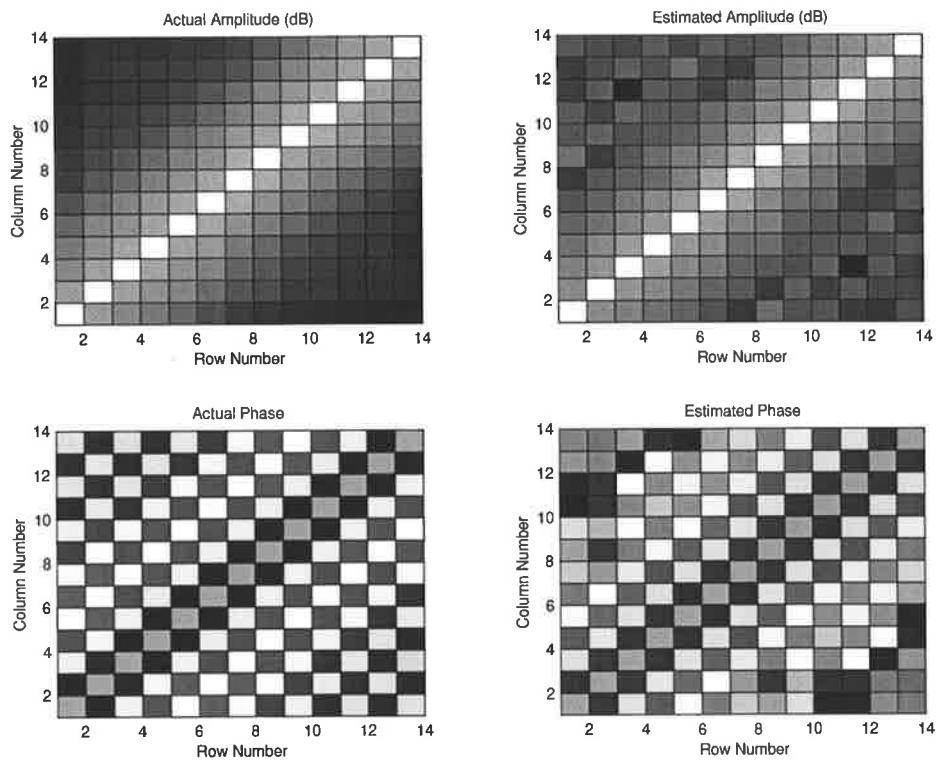 Actual Amplitude (dB)
14
12
10
8
6
4
2
Column Number
2 4 6 8 10 12 14
Row Number
Estimated Amplitude (dB)
14
12
10
8
6
4
2
Column Number
2 4 6 8 10 12 14
Row Number
Actual Phase
14
12
10
8
6
4
2
Column Number
2 4 6 8 10 12 14
Row Number
Estimated Phase
14
12
10
8
6
4
2
Column Number
2 4 6 8 10 12 14
Row Number